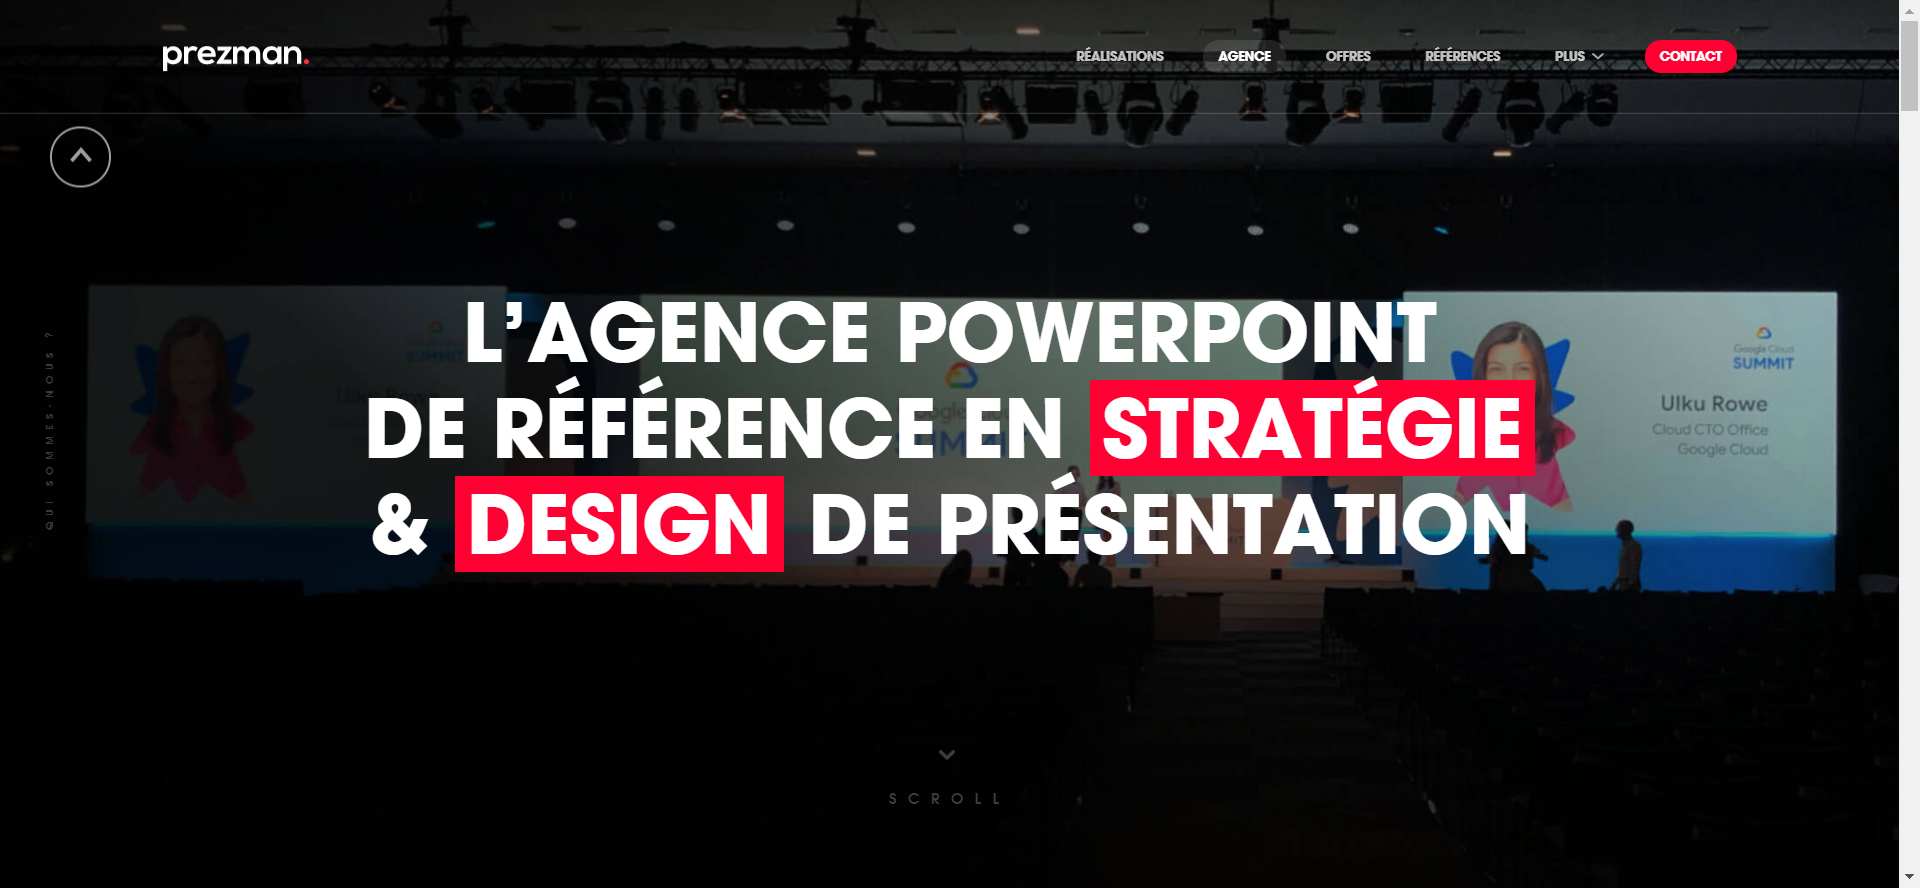 prezman.
RÉALISATIONS AGENCE OFFRES RÉFÉRENCES PLUS CONTACT
QUI SOMMES-NOUS ?
L’AGENCE POWERPOINT
DE RÉFÉRENCE EN STRATÉGIE
& DESIGN DE PRÉSENTATION
SUMMIT
Google Cloud
SUMMIT
Ulku Rowe
Cloud CTO Office
Google Cloud
SCROLL